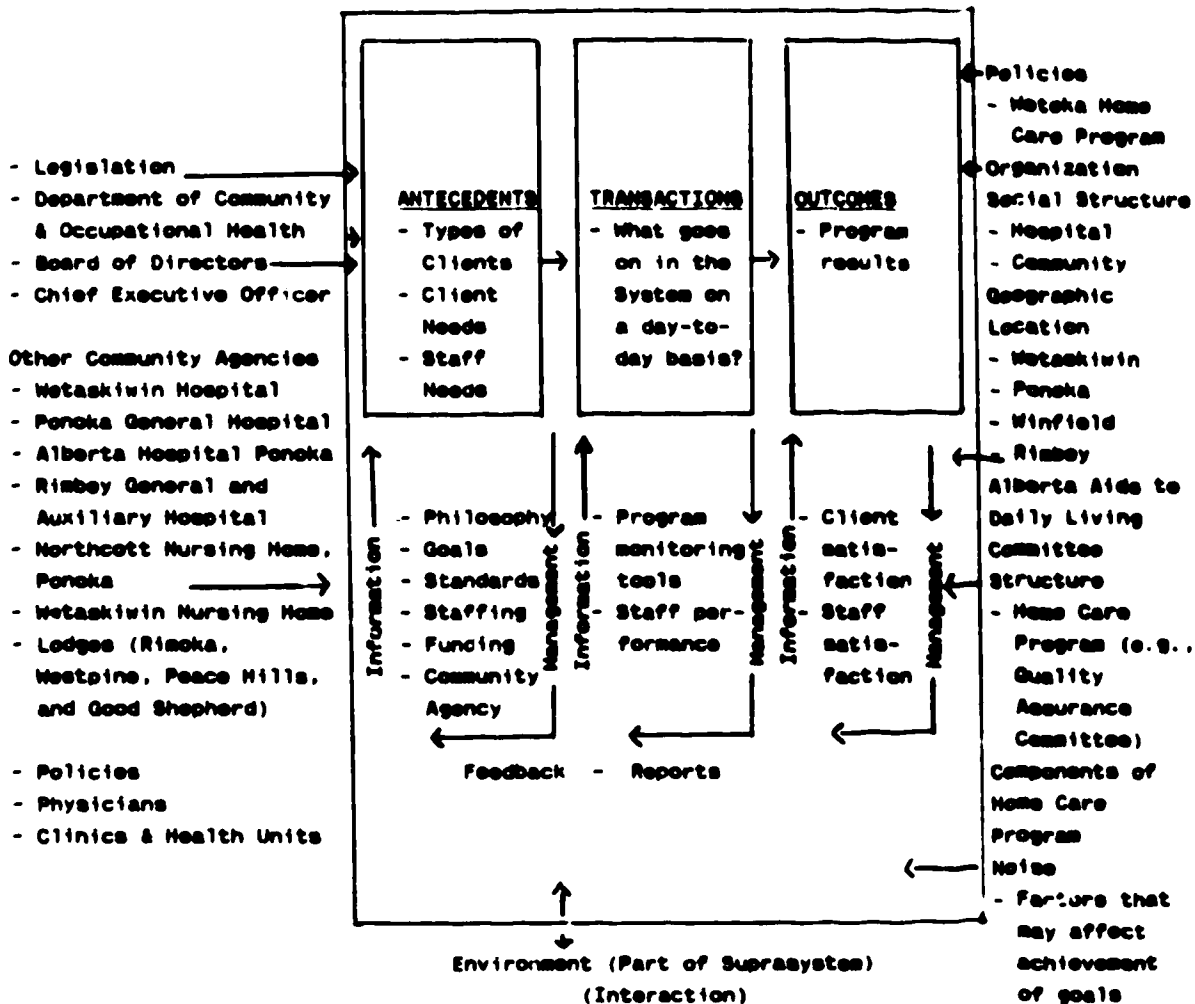 - Legislation
- Department of Community
& Occupational Health
- Board of Directors
- Chief Executive Officer
Other Community Agencies
- Wetaskiwin Hospital
- Ponoka General Hospital
- Alberta Hospital Ponoka
- Rimbey General and
Auxiliary Hospital
- Northcott Nursing Home,
Ponoka
- Wetaskiwin Nursing Home
- Lodges (Rimoka,
Westpine, Peace Hills,
and Good Shepherd)
- Policies
- Physicians
- Clinics & Health Units
ANTECEDENTS
- Types of
Clients
- Client
Needs
- Staff
Needs
TRANSACTIONS
- What goes
on in the
System on
a day-to-
day basis?
OUTCOMES
- Program
results
Information
- Philosophy
- Goals
- Standards
- Staffing
- Funding
- Community
Agency
Management
Information
- Program
monitoring
tools
- Staff per-
formance
Management
Information
- Client
satis-
faction
- Staff
satis-
faction
Management
Feedback - Reports
Environment (Part of Suprasystem)
(Interaction)
Policies
- Wetoka Home
Care Program
Organization
Social Structure
- Hospital
- Community
Geographic
Location
- Wetaskiwin
- Ponoka
- Winfield
- Rimbey
Alberta Aids to
Daily Living
Committee
Structure
- Home Care
Program (e.g.,
Quality
Assurance
Committee)
Components of
Home Care
Program
Noise
- Factors that
may affect
achievement
of goals